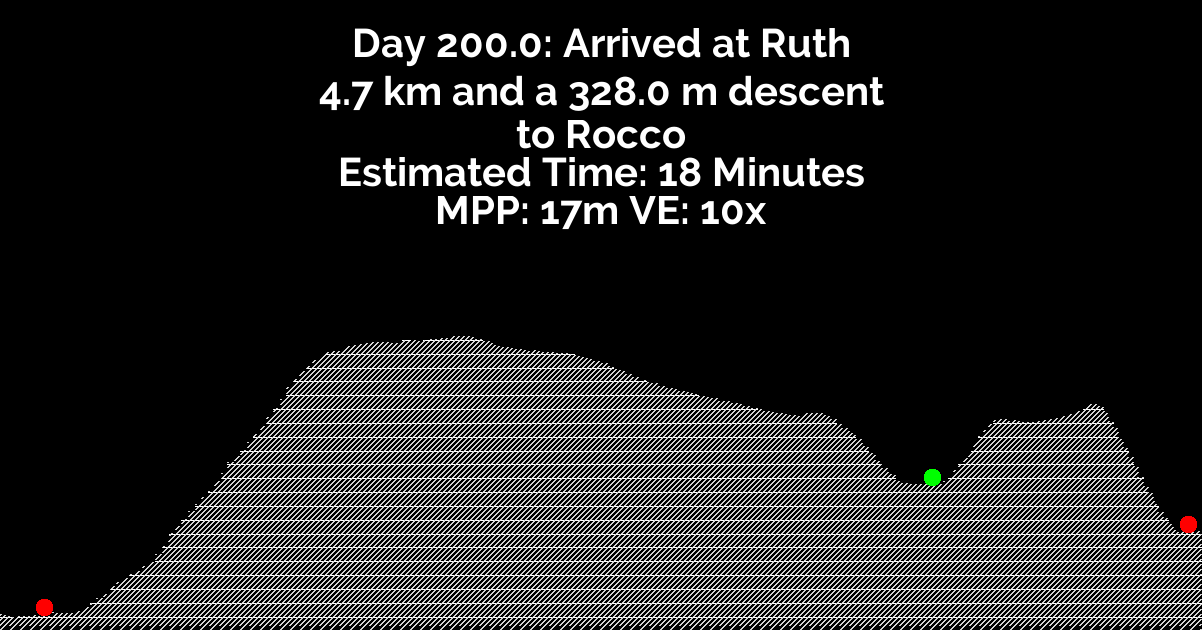 Day 200.0: Arrived at Ruth
4.7 km and a 328.0 m descent
to Rocco
Estimated Time: 18 Minutes
MPP: 17m VE: 10x